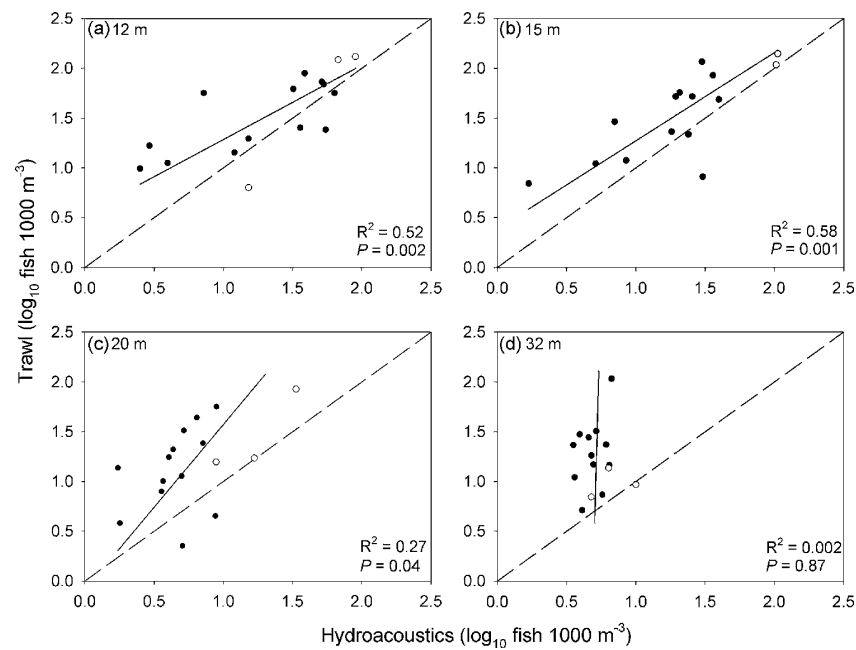 (a) 12 m
2.5
2.0
1.5
1.0
0.5
0.0
R² = 0.52
P = 0.002
0.0 0.5 1.0 1.5 2.0 2.5
(b) 15 m
2.5
2.0
1.5
1.0
0.5
0.0
R² = 0.58
P = 0.001
0.0 0.5 1.0 1.5 2.0 2.5
Trawl (log₁₀ fish 1000 m⁻³)
(c) 20 m
2.5
2.0
1.5
1.0
0.5
0.0
R² = 0.27
P = 0.04
0.0 0.5 1.0 1.5 2.0 2.5
(d) 32 m
2.5
2.0
1.5
1.0
0.5
0.0
R² = 0.002
P = 0.87
0.0 0.5 1.0 1.5 2.0 2.5
Hydroacoustics (log₁₀ fish 1000 m⁻³)